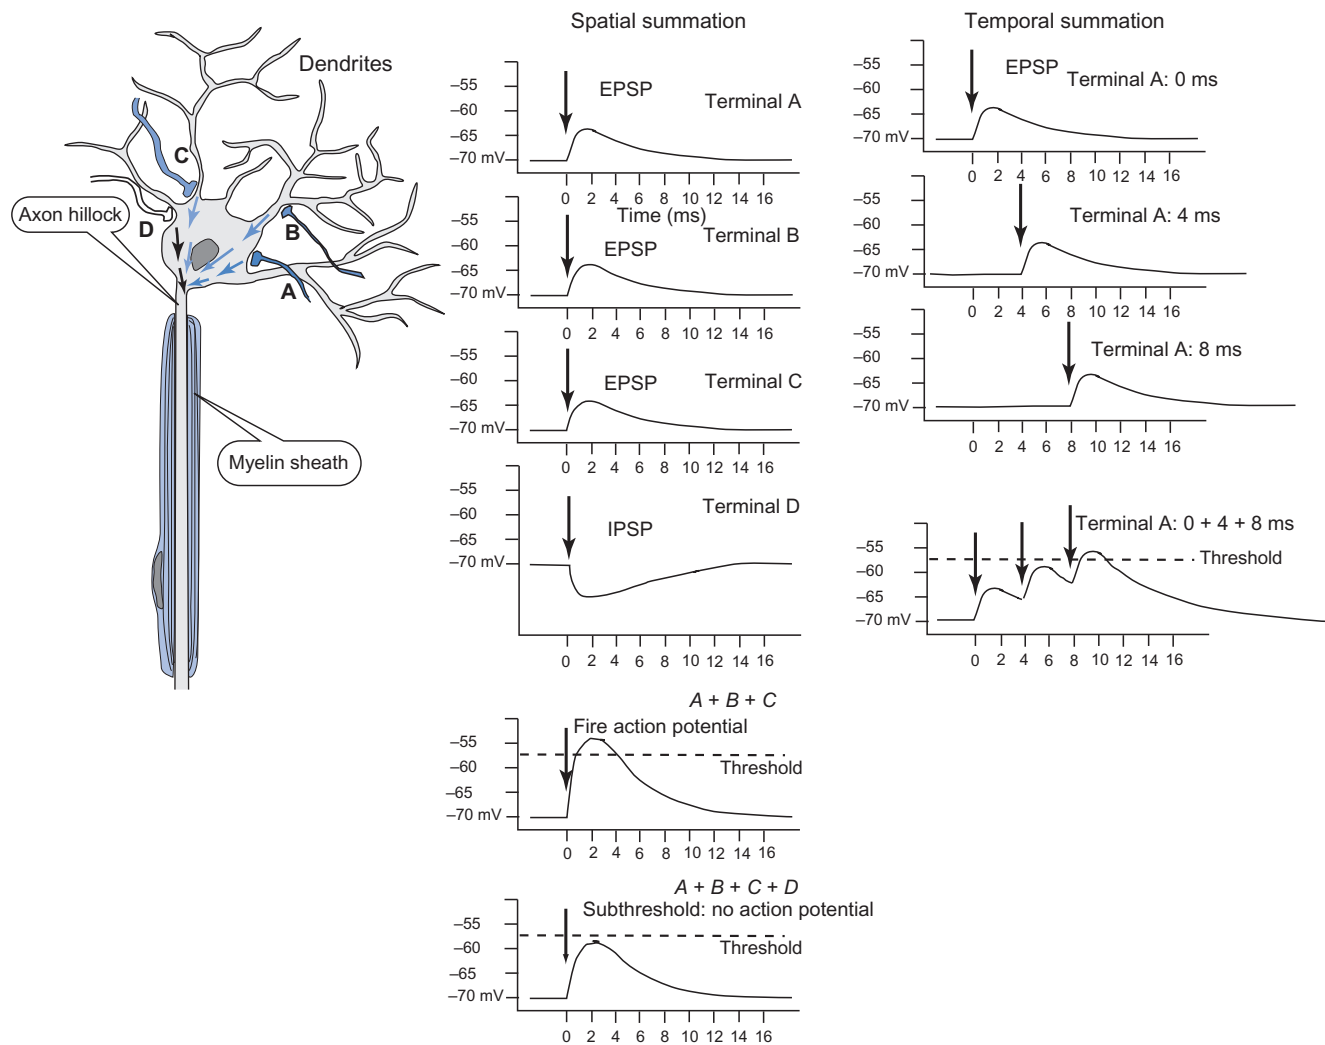 Spatial summation
Temporal summation
Dendrites
C
D
B
A
Axon hillock
Myelin sheath
–55
–60
–65
–70 mV
EPSP
Terminal A
0 2 4 6 8 10 12 14 16
Time (ms)
–55
–60
–65
–70
EPSP
Terminal B
0 2 4 6 8 10 12 14 16
–55
–60
–65
–70 mV
EPSP
Terminal C
0 2 4 6 8 10 12 14 16
–55
–60
–65
–70 mV
IPSP
Terminal D
0 2 4 6 8 10 12 14 16
A + B + C
Fire action potential
–55
–60
–65
–70 mV
Threshold
0 2 4 6 8 10 12 14 16
A + B + C + D
Subthreshold: no action potential
–55
–60
–65
–70 mV
Threshold
0 2 4 6 8 10 12 14 16
–55
–60
–65
–70 mV
EPSP
Terminal A: 0 ms
0 2 4 6 8 10 12 14 16
–55
–60
–65
–70 mV
Terminal A: 4 ms
0 2 4 6 8 10 12 14 16
–55
–60
–65
–70 mV
Terminal A: 8 ms
0 2 4 6 8 10 12 14 16
Terminal A: 0 + 4 + 8 ms
–55
–60
–65
–70 mV
Threshold
0 2 4 6 8 10 12 14 16